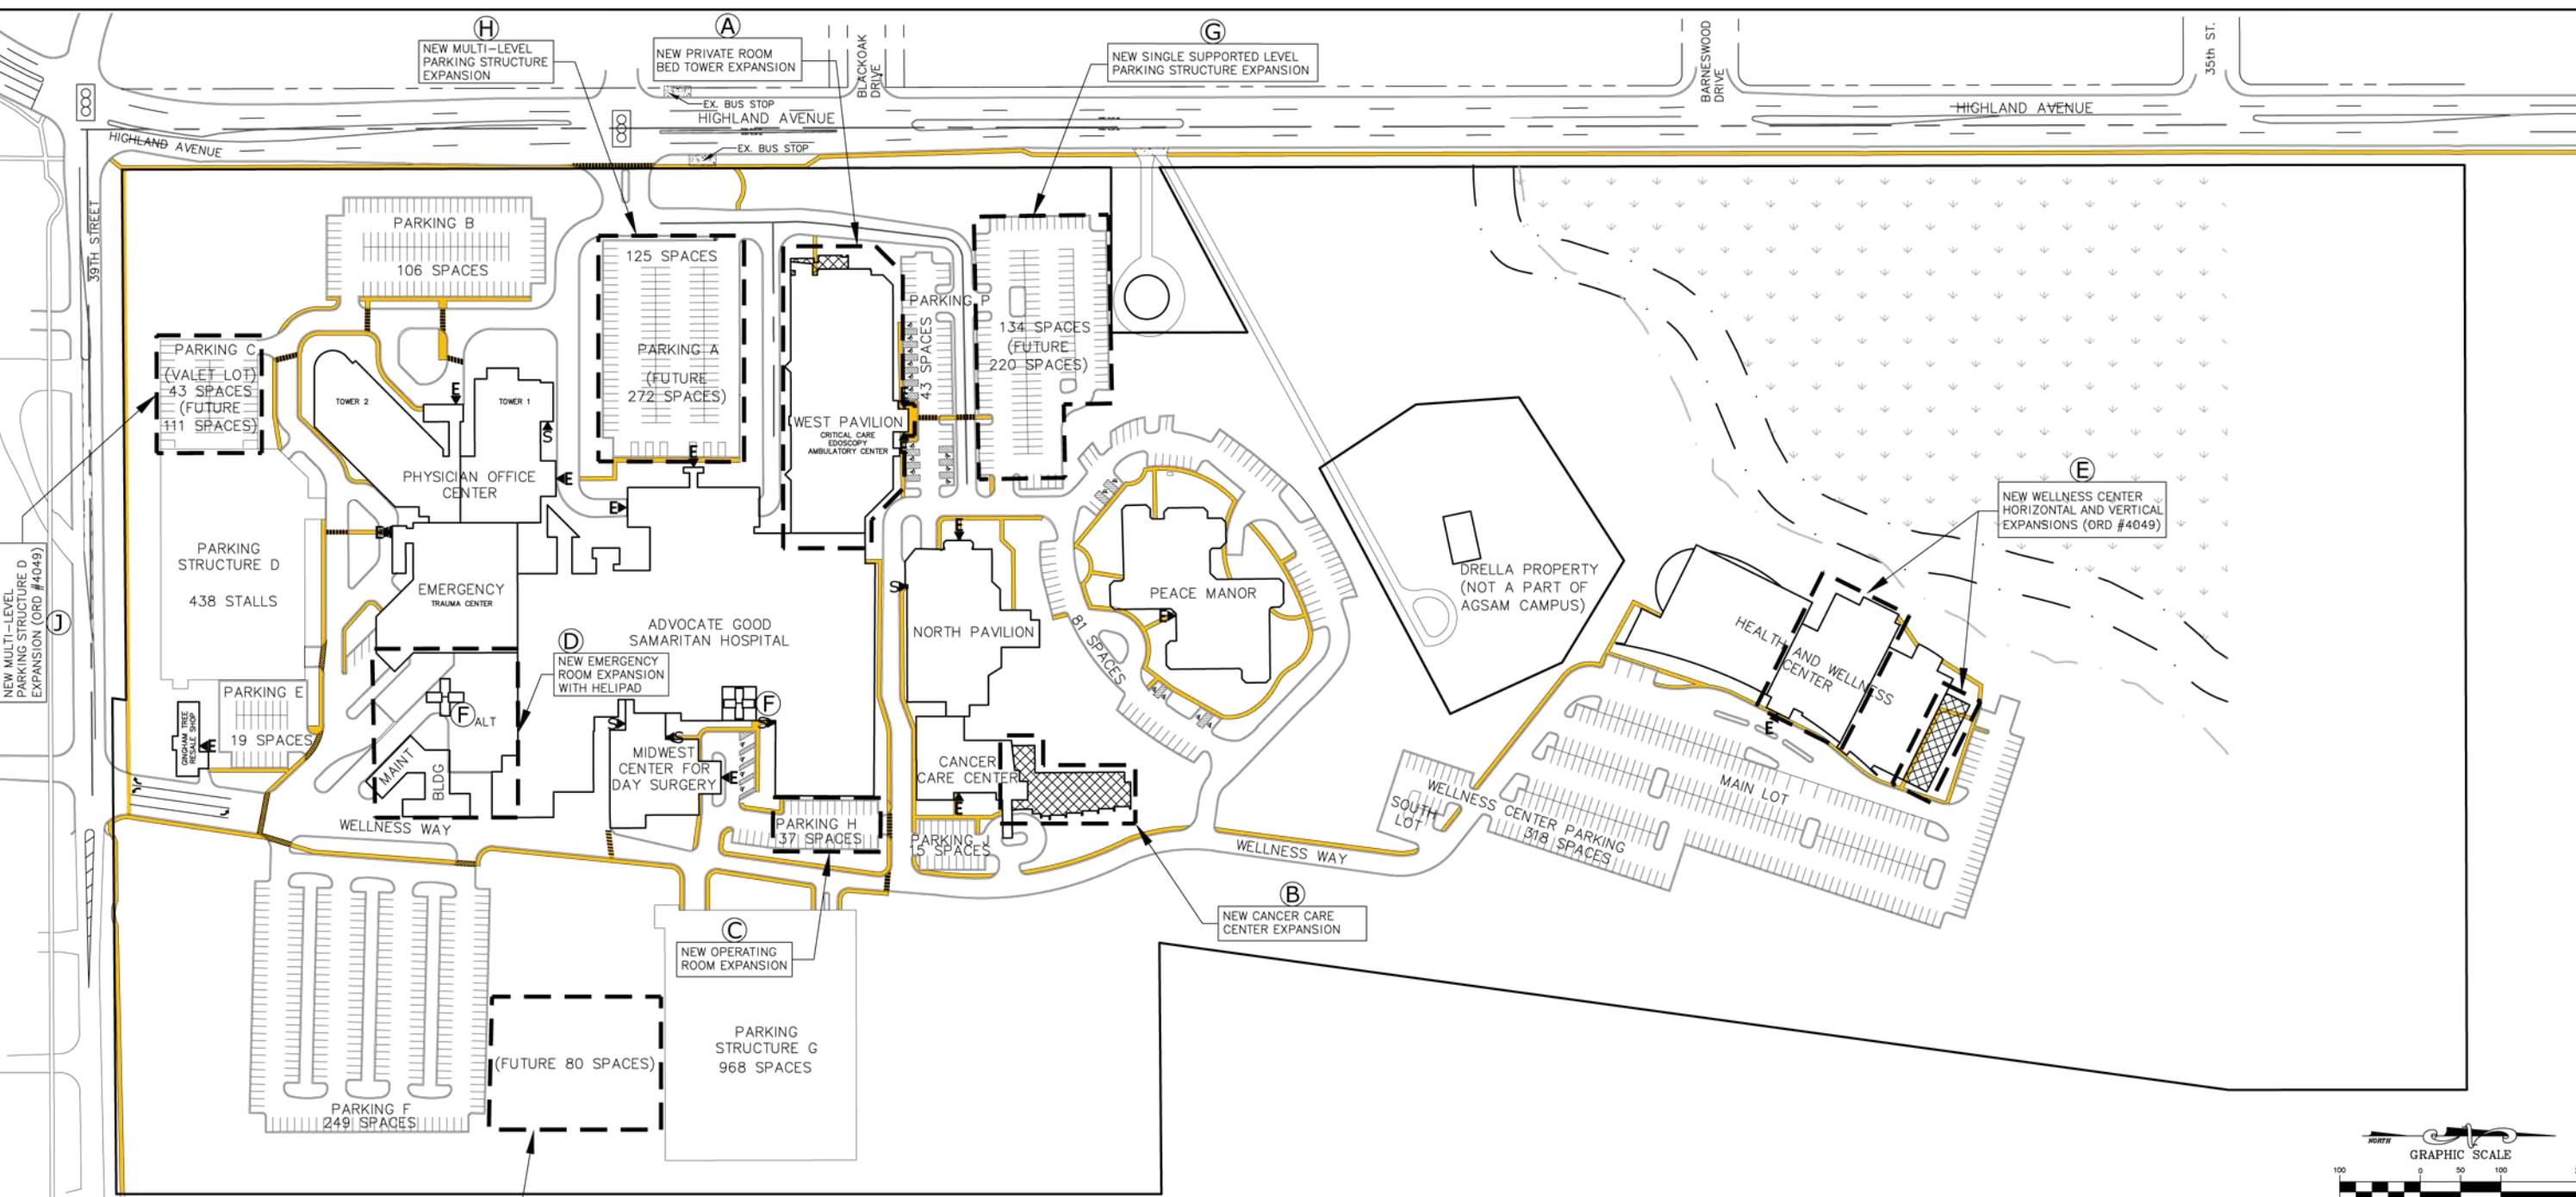 H
NEW MULTI-LEVEL
PARKING STRUCTURE
EXPANSION
A
NEW PRIVATE ROOM
BED TOWER EXPANSION
BLACKOAK
DRIVE
G
NEW SINGLE SUPPORTED LEVEL
PARKING STRUCTURE EXPANSION
BARNESWOOD
DRIVE
35th ST.
EX. BUS STOP
HIGHLAND AVENUE
HIGHLAND AVENUE
HIGHLAND AVENUE
EX. BUS STOP
39TH STREET
PARKING B
106 SPACES
125 SPACES
PARKING A
(FUTURE
272 SPACES)
PARKING P
43 SPACES
134 SPACES
(FUTURE
220 SPACES)
PARKING C
(VALET LOT)
43 SPACES
(FUTURE
111 SPACES)
TOWER 2
TOWER 1
E
S
E
E
E
WEST PAVILION
CRITICAL CARE
EDOSCOPY
AMBULATORY CENTER
PHYSICIAN OFFICE
CENTER
E
NEW WELLNESS CENTER
HORIZONTAL AND VERTICAL
EXPANSIONS (ORD #4049)
NEW MULTI-LEVEL
PARKING STRUCTURE D
EXPANSION (ORD #4049)
J
PARKING
STRUCTURE D
438 STALLS
E
EMERGENCY
TRAUMA CENTER
ADVOCATE GOOD
SAMARITAN HOSPITAL
E
S
NORTH PAVILION
PEACE MANOR
E
81 SPACES
DRELLA PROPERTY
(NOT A PART OF
AGSAM CAMPUS)
HEALTH AND WELLNESS
CENTER
E
D
NEW EMERGENCY
ROOM EXPANSION
WITH HELIPAD
F
ALT
F
S
S
S
PARKING E
19 SPACES
GINGHAM TREE
RESALE SHOP
E
MAINT
BLDG
MIDWEST
CENTER FOR
DAY SURGERY
E
CANCER
CARE CENTER
E
MAIN LOT
WELLNESS CENTER PARKING
318 SPACES
SOUTH
LOT
WELLNESS WAY
PARKING H
37 SPACES
PARKING J
15 SPACES
WELLNESS WAY
B
NEW CANCER CARE
CENTER EXPANSION
C
NEW OPERATING
ROOM EXPANSION
(FUTURE 80 SPACES)
PARKING
STRUCTURE G
968 SPACES
PARKING F
249 SPACES
NORTH
GRAPHIC SCALE
100
0
50
100